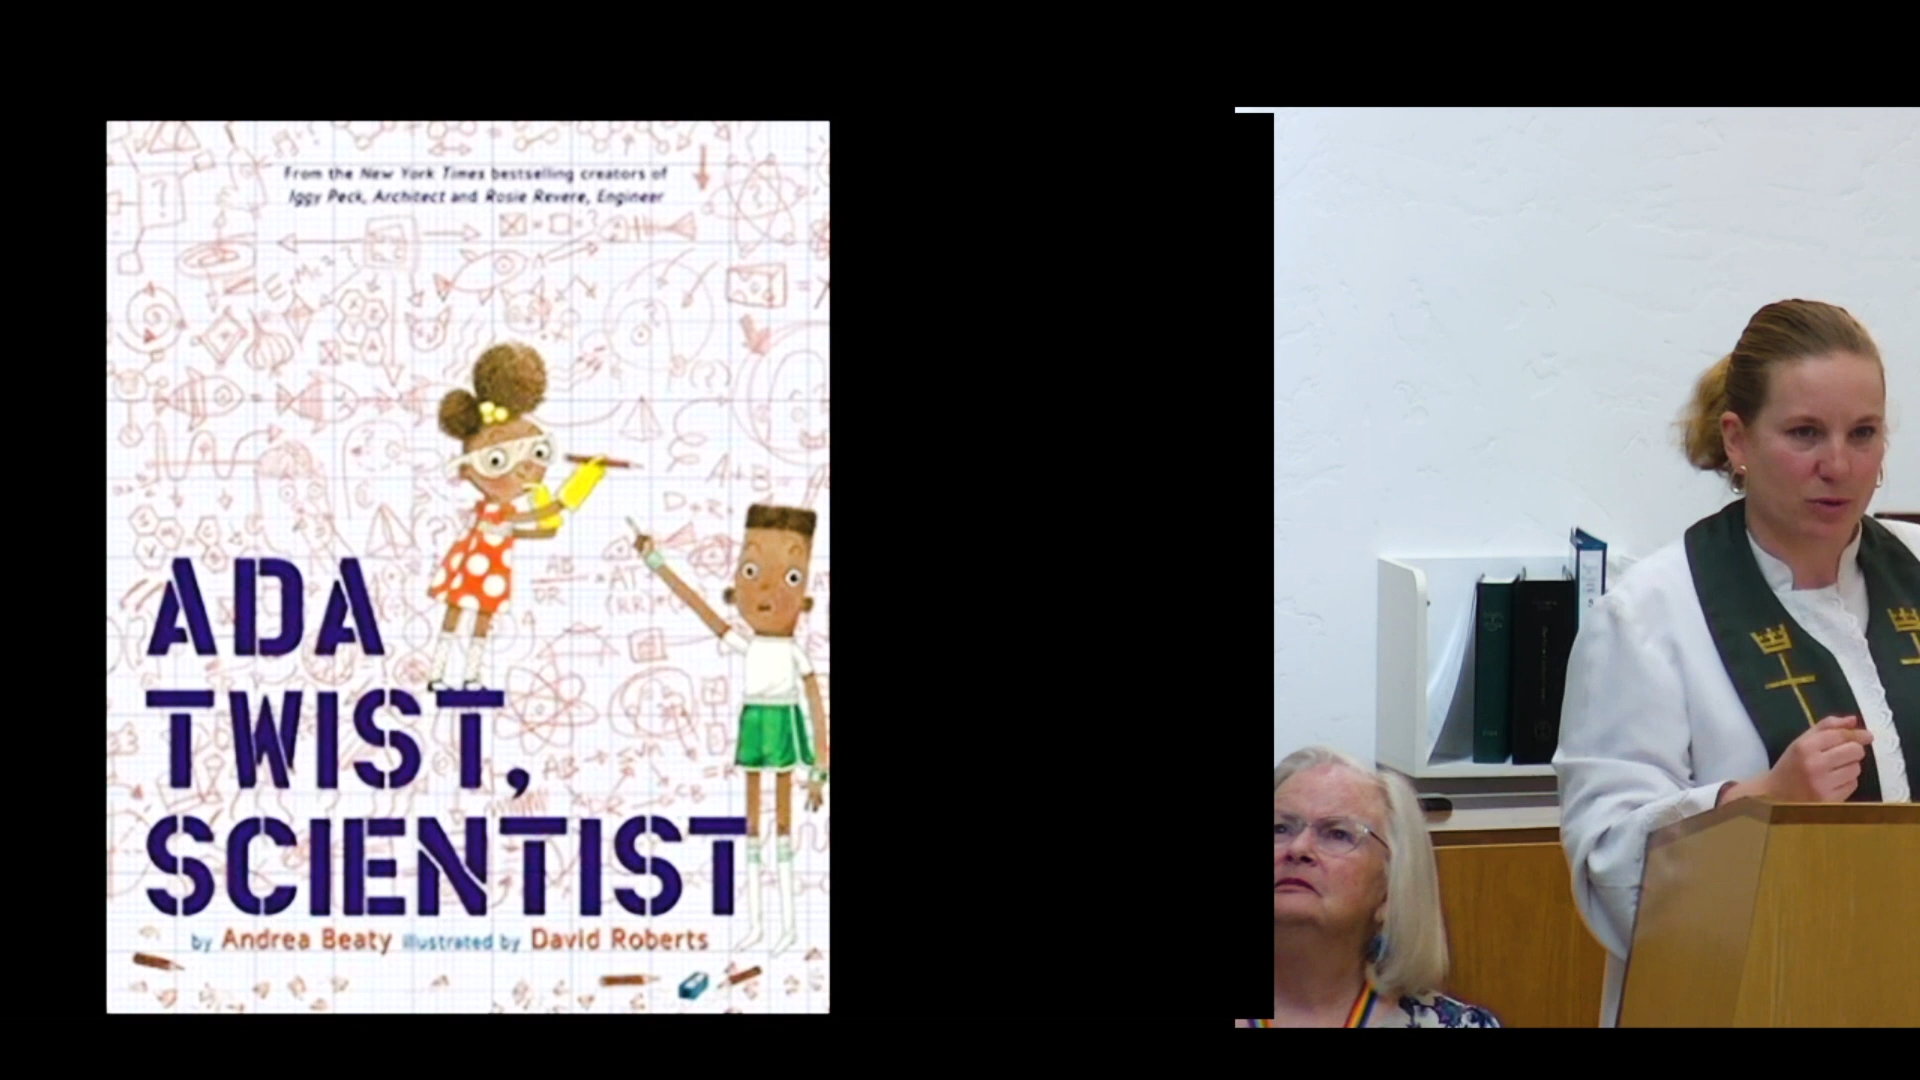 From the New York Times bestselling creators of
Iggy Peck, Architect and Rosie Revere, Engineer
ADA
TWIST,
SCIENTIST
by Andrea Beaty illustrated by David Roberts